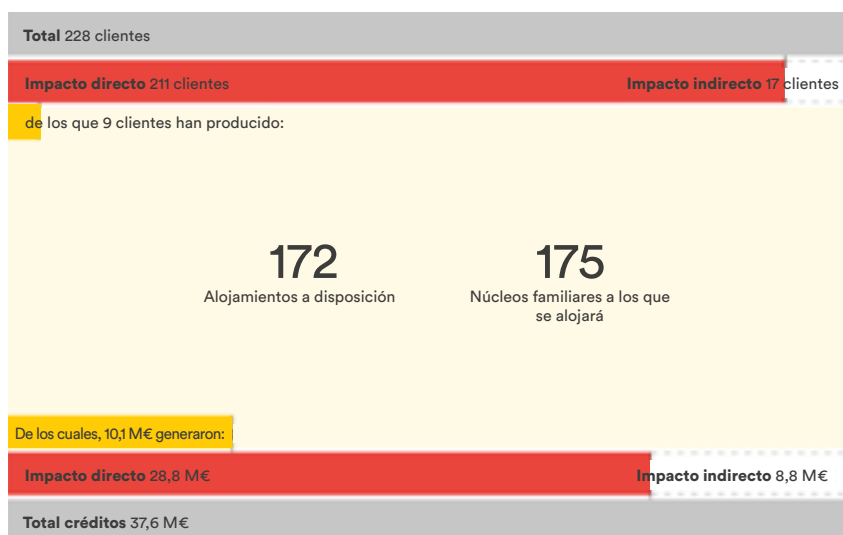 Total 228 clientes
Impacto directo 211 clientes Impacto indirecto 17 clientes
de los que 9 clientes han producido:
172 175
Alojamientos a disposición Núcleos familiares a los que
se alojará
De los cuales, 10,1 M€ generaron:
Impacto directo 28,8 M€ Impacto indirecto 8,8 M€
Total créditos 37,6 M€